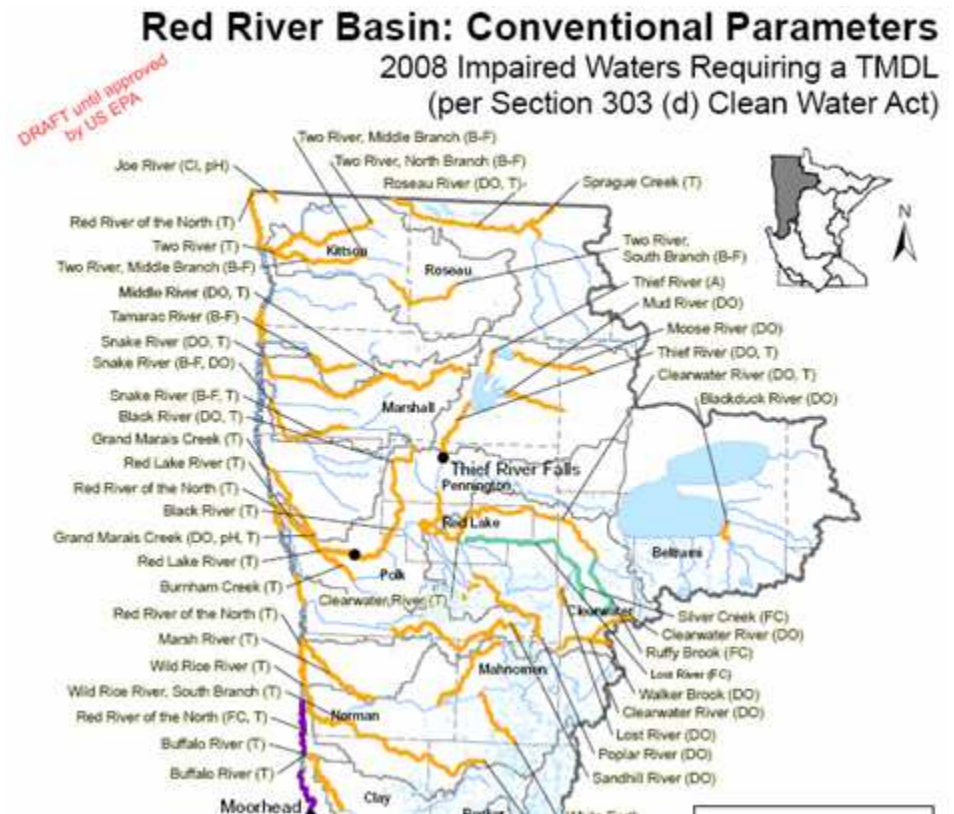 Red River Basin: Conventional Parameters
2008 Impaired Waters Requiring a TMDL
(per Section 303 (d) Clean Water Act)
DRAFT until approved
by US EPA
Two River, Middle Branch (B-F)
Two River, North Branch (B-F)
Roseau River (DO, T)
Sprague Creek (T)
Joe River (Cl, pH)
Red River of the North (T)
Two River (T)
Two River, Middle Branch (B-F)
Middle River (DO, T)
Tamarac River (B-F)
Snake River (DO, T)
Snake River (B-F, DO)
Snake River (B-F, T)
Black River (DO, T)
Grand Marais Creek (T)
Red Lake River (T)
Red River of the North (T)
Black River (T)
Grand Marais Creek (DO, pH, T)
Red Lake River (T)
Burnham Creek (T)
Red River of the North (T)
Marsh River (T)
Wild Rice River (T)
Wild Rice River, South Branch (T)
Red River of the North (FC, T)
Buffalo River (T)
Buffalo River (T)
Moorhead
N
Two River,
South Branch (B-F)
Thief River (A)
Mud River (DO)
Moose River (DO)
Thief River (DO, T)
Clearwater River (DO, T)
Blackduck River (DO)
Kittson
Roseau
Marshall
Thief River Falls
Pennington
Red Lake
Beltrami
Polk
Clearwater River (T)
Clearwater
Mahnomen
Norman
Clay
Silver Creek (FC)
Clearwater River (DO)
Ruffy Brook (FC)
Lost River (FC)
Walker Brook (DO)
Clearwater River (DO)
Lost River (DO)
Poplar River (DO)
Sandhill River (DO)